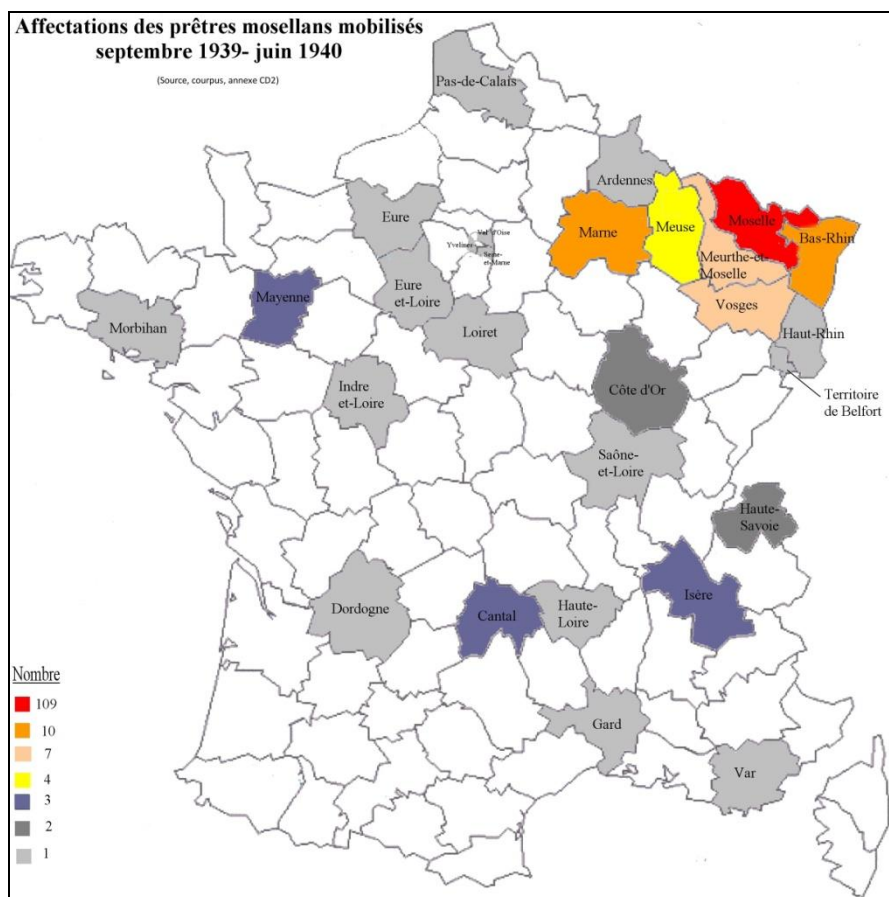 Affectations des prêtres mosellans mobilisés
septembre 1939- juin 1940
(Source, courpus, annexe CD2)
Pas-de-Calais
Ardennes
Eure
Val d'Oise
Yvelines
Seine-
et-Marne
Marne
Meuse
Moselle
Bas-Rhin
Meurthe-et-
Moselle
Eure
et-Loire
Mayenne
Vosges
Morbihan
Loiret
Haut-Rhin
Indre
et-Loire
Côte d'Or
Territoire
de Belfort
Saône-
et-Loire
Haute-
Savoie
Dordogne
Cantal
Haute-
Loire
Isère
Gard
Var
Nombre
109
10
7
4
3
2
1